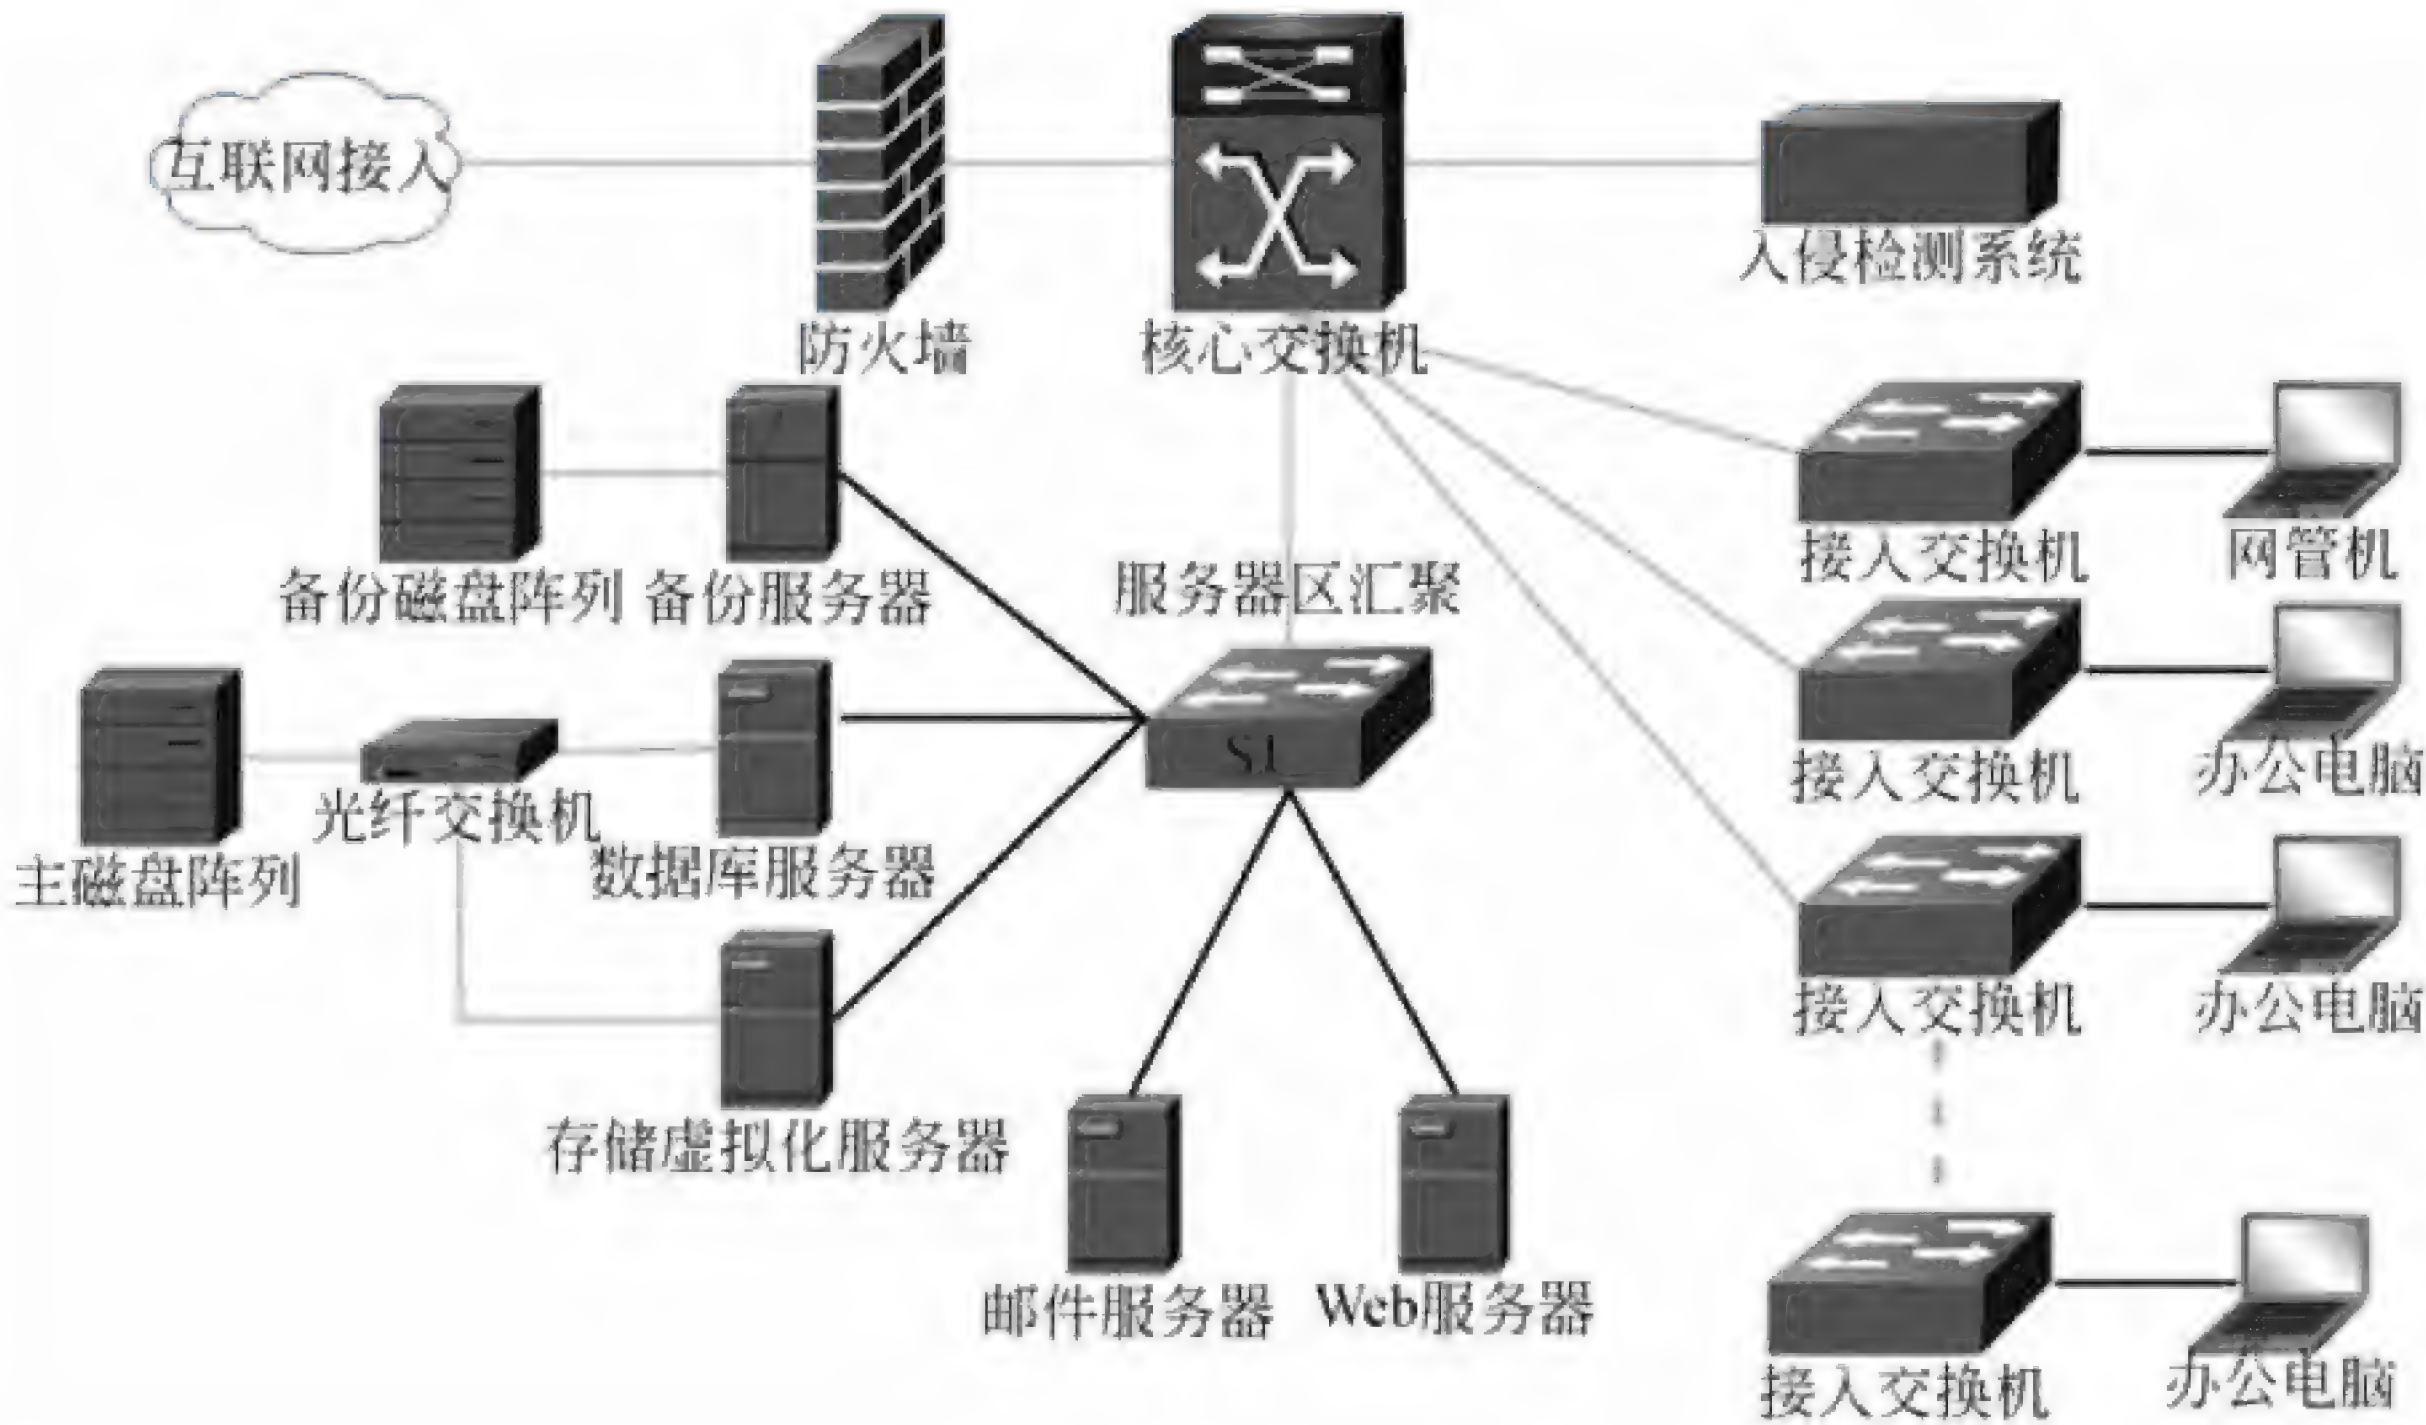 互联网接入
防火墙
核心交换机
入侵检测系统
备份磁盘阵列
备份服务器
服务器区汇聚
接入交换机
网管机
S1
主磁盘阵列
光纤交换机
数据库服务器
接入交换机
办公电脑
存储虚拟化服务器
接入交换机
办公电脑
邮件服务器
Web服务器
接入交换机
办公电脑